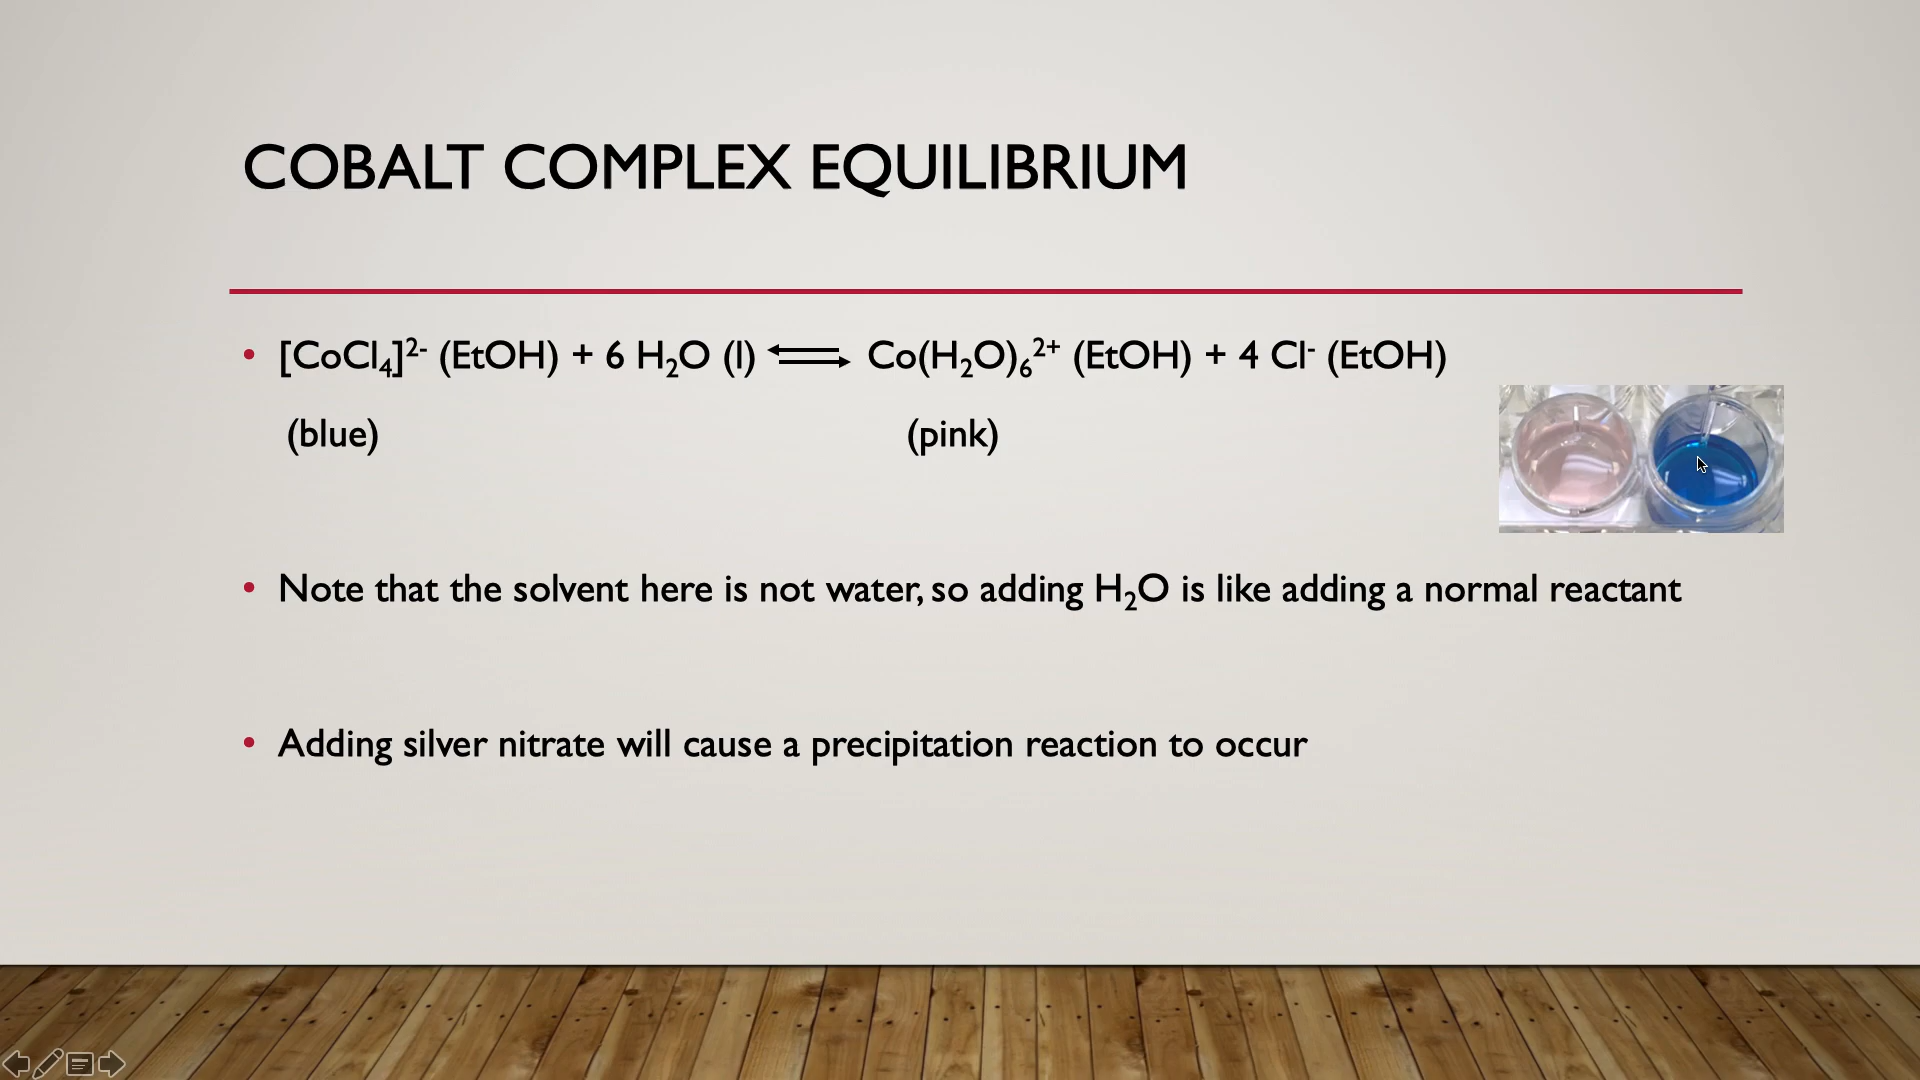 COBALT COMPLEX EQUILIBRIUM
• [CoCl₄]²⁻ (EtOH) + 6 H₂O (l) ⇄ Co(H₂O)₆²⁺ (EtOH) + 4 Cl⁻ (EtOH)
(blue) (pink)
• Note that the solvent here is not water, so adding H₂O is like adding a normal reactant
• Adding silver nitrate will cause a precipitation reaction to occur